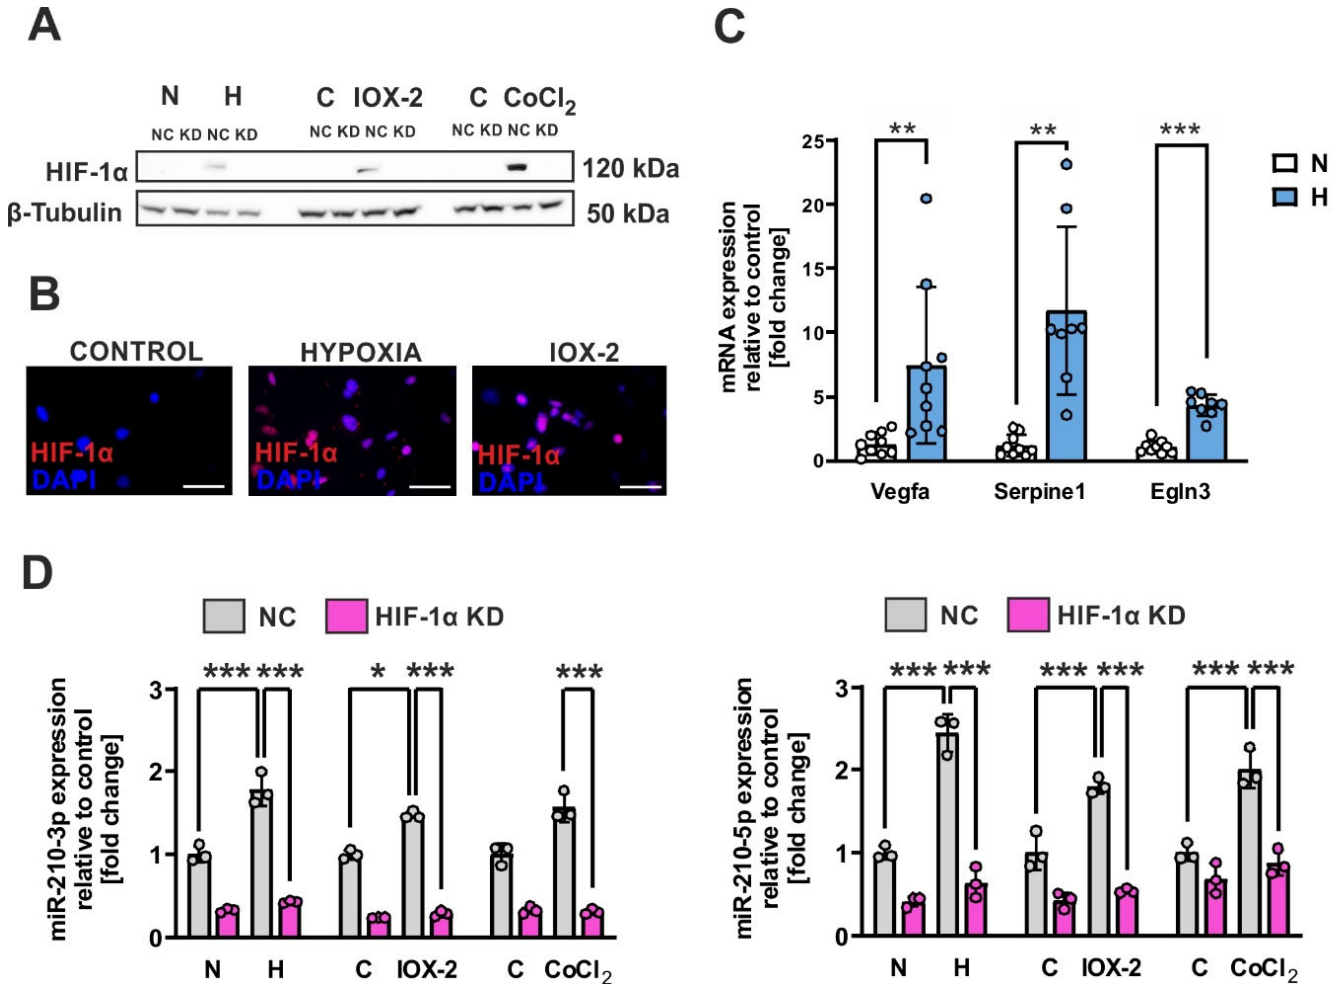 A
N H C IOX-2 C CoCl2
NC KD NC KD NC KD NC KD NC KD NC KD
HIF-1α 120 kDa
β-Tubulin 50 kDa
B
CONTROL HYPOXIA IOX-2
HIF-1α HIF-1α HIF-1α
DAPI DAPI DAPI
C
** ** ***
25
20
15
10
5
0
mRNA expression
relative to control
[fold change]
N
H
Vegfa Serpine1 Egln3
D
NC HIF-1α KD
*** *** * *** ***
3
2
1
0
miR-210-3p expression
relative to control
[fold change]
N H C IOX-2 C CoCl2
NC HIF-1α KD
*** *** *** *** *** ***
3
2
1
0
miR-210-5p expression
relative to control
[fold change]
N H C IOX-2 C CoCl2